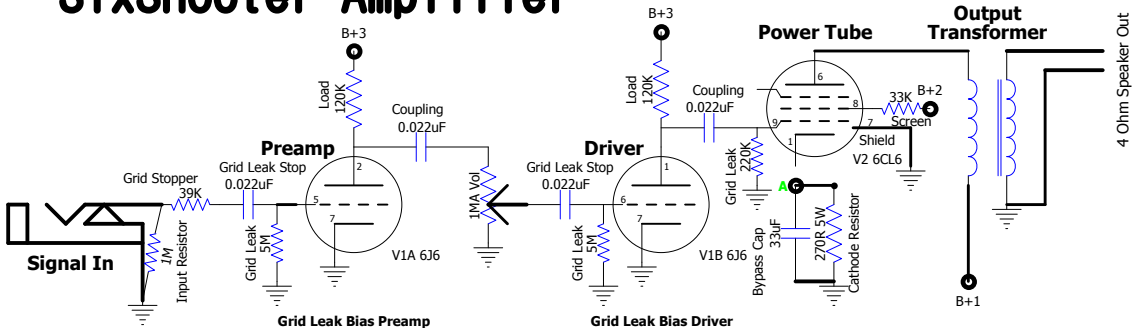 SixShooter Amplifier
B+3
Load
120K
Coupling
0.022uF
Preamp
Grid Stopper
39K
Grid Leak Stop
0.022uF
2
5
7
V1A 6J6
Grid Leak
5M
1M
Input Resistor
Signal In
Grid Leak Bias Preamp
1MA Vol
B+3
Load
120K
Coupling
0.022uF
Driver
Grid Leak Stop
0.022uF
1
6
7
V1B 6J6
Grid Leak
5M
Grid Leak Bias Driver
Grid Leak
220K
Power Tube
6
8
9
7
1
33K
Screen
B+2
Shield
V2 6CL6
A
Bypass Cap
33uF
270R 5W
Cathode Resistor
Output
Transformer
B+1
4 Ohm Speaker Out